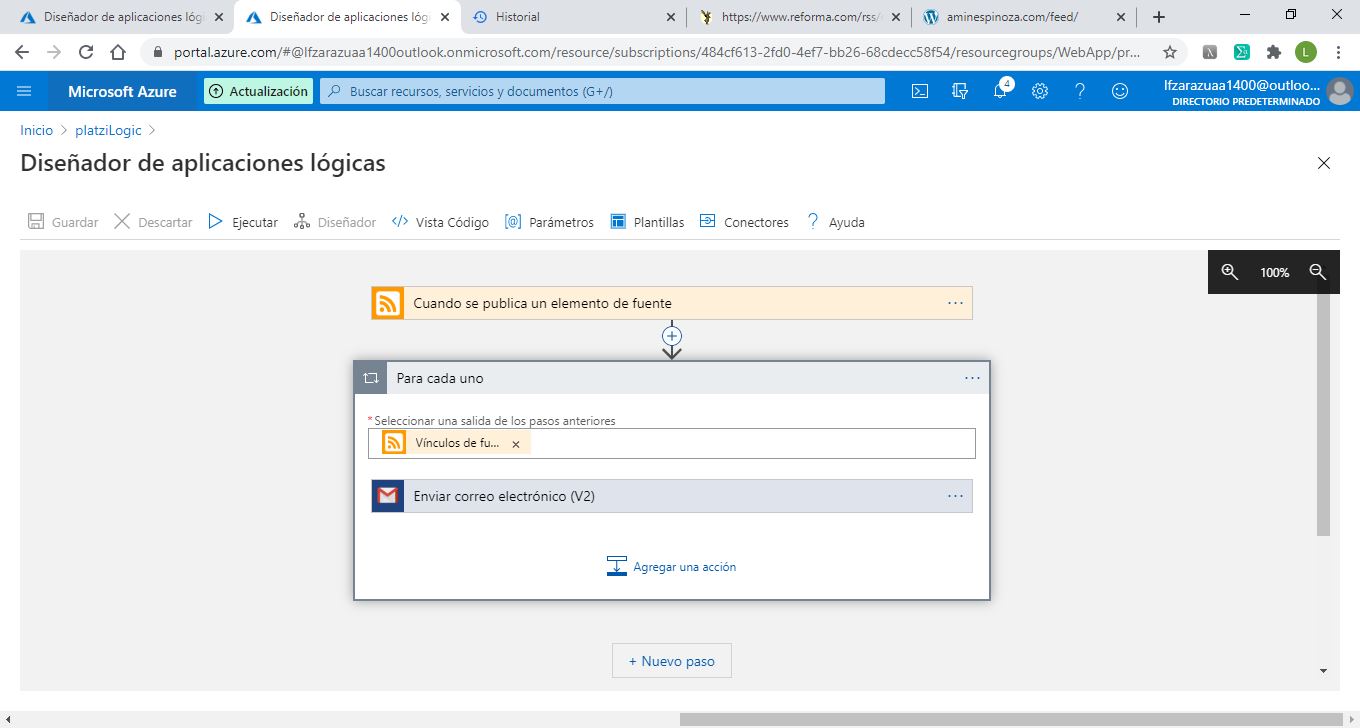 Diseñador de aplicaciones lógi
Diseñador de aplicaciones lógi
Historial
https://www.reforma.com/rss/
aminespinoza.com/feed/
portal.azure.com/#@lfzarazuaa1400outlook.onmicrosoft.com/resource/subscriptions/484cf613-2fd0-4ef7-bb26-68cdecc58f54/resourcegroups/WebApp/pr...
L
Microsoft Azure
Actualización
Buscar recursos, servicios y documentos (G+/)
4
lfzarazuaa1400@outloo...
DIRECTORIO PREDETERMINADO
Inicio > platziLogic >
Diseñador de aplicaciones lógicas
Guardar
Descartar
Ejecutar
Diseñador
Vista Código
Parámetros
Plantillas
Conectores
? Ayuda
100%
Cuando se publica un elemento de fuente
Para cada uno
* Seleccionar una salida de los pasos anteriores
Vínculos de fu...
Enviar correo electrónico (V2)
Agregar una acción
+ Nuevo paso